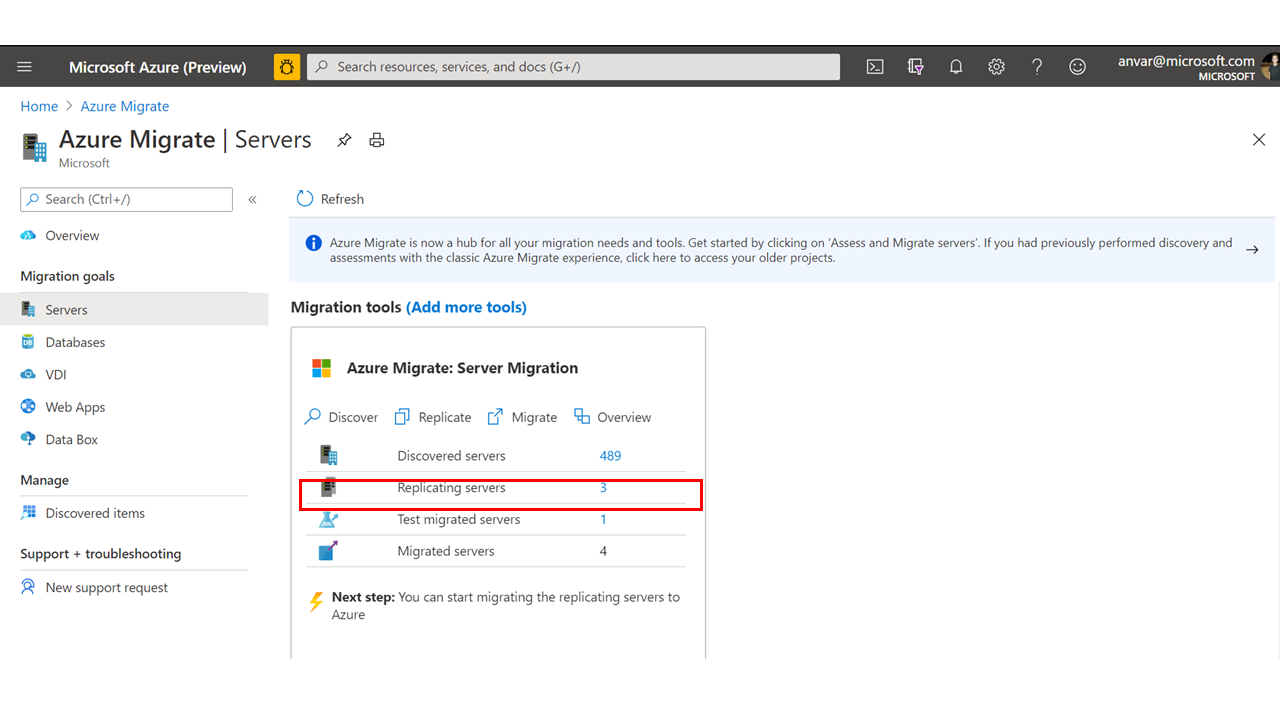 Microsoft Azure (Preview)
Search resources, services, and docs (G+/)
anvar@microsoft.com
MICROSOFT
Home > Azure Migrate
Azure Migrate | Servers
Microsoft
Search (Ctrl+/)
«
Refresh
Overview
Migration goals
Servers
Databases
VDI
Web Apps
Data Box
Manage
Discovered items
Support + troubleshooting
New support request
Azure Migrate is now a hub for all your migration needs and tools. Get started by clicking on ‘Assess and Migrate servers’. If you had previously performed discovery and
assessments with the classic Azure Migrate experience, click here to access your older projects.
Migration tools (Add more tools)
Azure Migrate: Server Migration
Discover Replicate Migrate Overview
Discovered servers 489
Replicating servers 3
Test migrated servers 1
Migrated servers 4
Next step: You can start migrating the replicating servers to
Azure